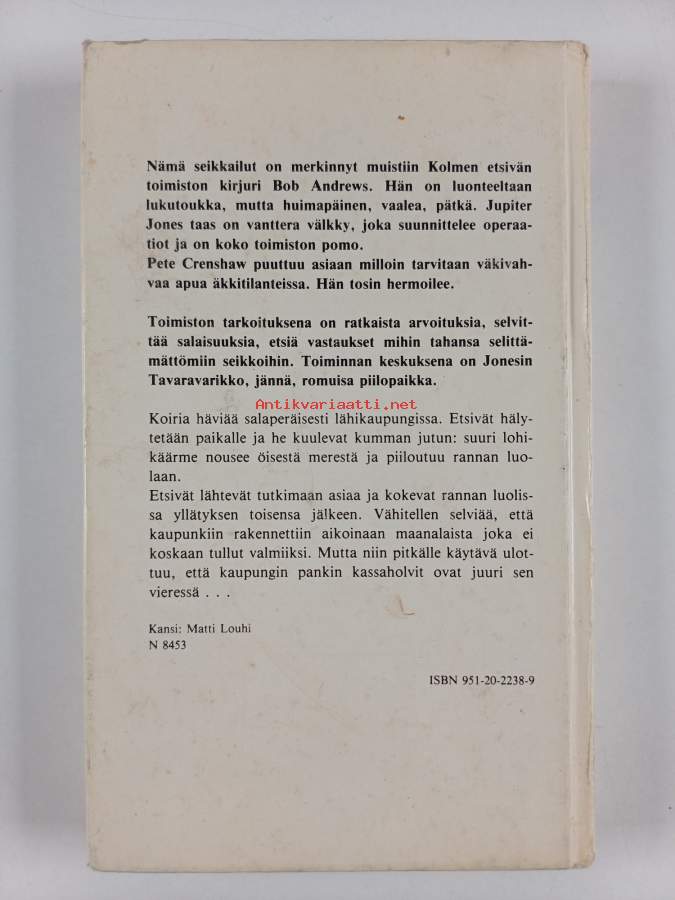 Nämä seikkailut on merkinnyt muistiin Kolmen etsivän
toimiston kirjuri Bob Andrews. Hän on luonteeltaan
lukutoukka, mutta huimapäinen, vaalea, pätkä. Jupiter
Jones taas on vanttera välkky, joka suunnittelee operaa-
tiot ja on koko toimiston pomo.
Pete Crenshaw puuttuu asiaan milloin tarvitaan väkivah-
vaa apua äkkitilanteissa. Hän tosin hermoilee.
Toimiston tarkoituksena on ratkaista arvoituksia, selvit-
tää salaisuuksia, etsiä vastaukset mihin tahansa selittä-
mättömiin seikkoihin. Toiminnan keskuksena on Jonesin
Tavaravarikko, jännä, romuisa piilopaikka.
Antikvariaatti.net
Koiria häviää salaperäisesti lähikaupungissa. Etsivät häly-
tetään paikalle ja he kuulevat kumman jutun: suuri lohi-
käärme nousee öisestä merestä ja piiloutuu rannan luo-
laan.
Etsivät lähtevät tutkimaan asiaa ja kokevat rannan luolis-
sa yllätyksen toisensa jälkeen. Vähitellen selviää, että
kaupunkiin rakennettiin aikoinaan maanalaista joka ei
koskaan tullut valmiiksi. Mutta niin pitkälle käytävä ulot-
tuu, että kaupungin pankin kassaholvit ovat juuri sen
vieressä . . .
Kansi: Matti Louhi
N 8453
ISBN 951-20-2238-9